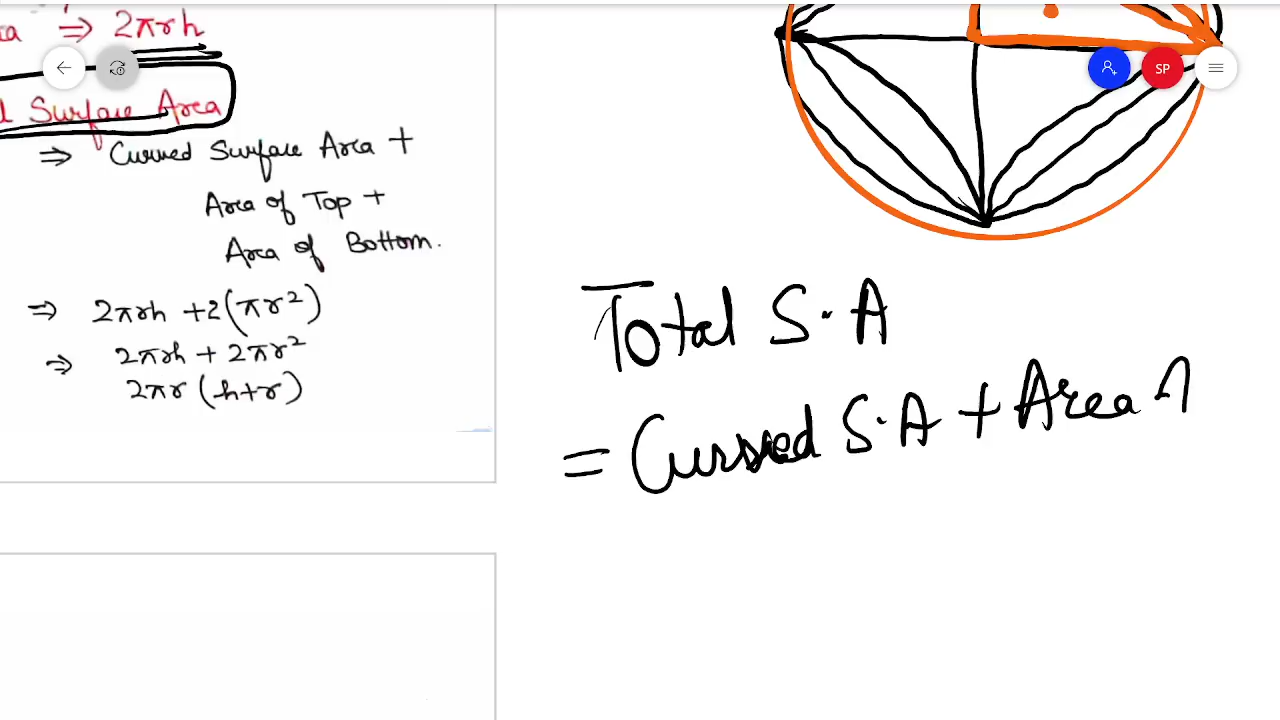 ⇒ 2πrh
Surface Area
⇒ Curved Surface Area +
Area of Top +
Area of Bottom.
⇒ 2πrh + 2(πr²)
⇒ 2πrh + 2πr²
2πr (h+r)
SP
Total S.A
= Curved S.A + Area